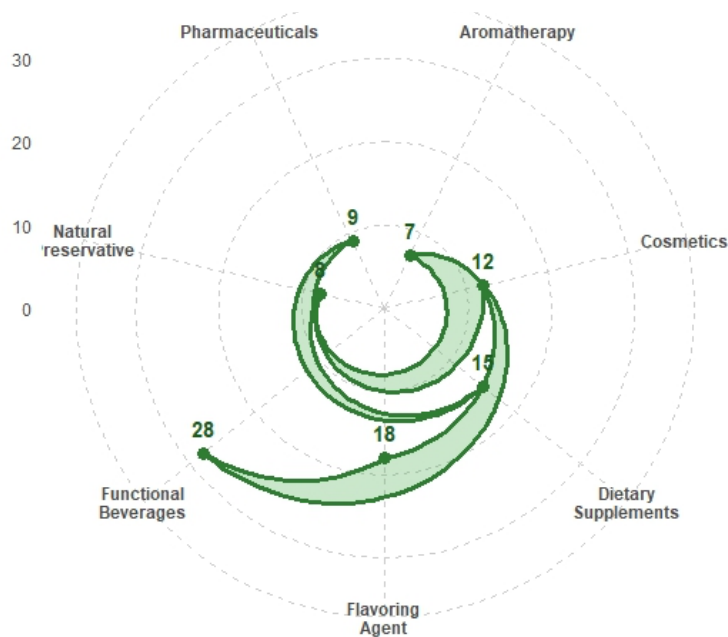 Pharmaceuticals
Aromatherapy
30
20
10
0
9
7
Natural
reservative
Cosmetics
8
12
15
18
28
Functional
Beverages
Dietary
Supplements
Flavoring
Agent